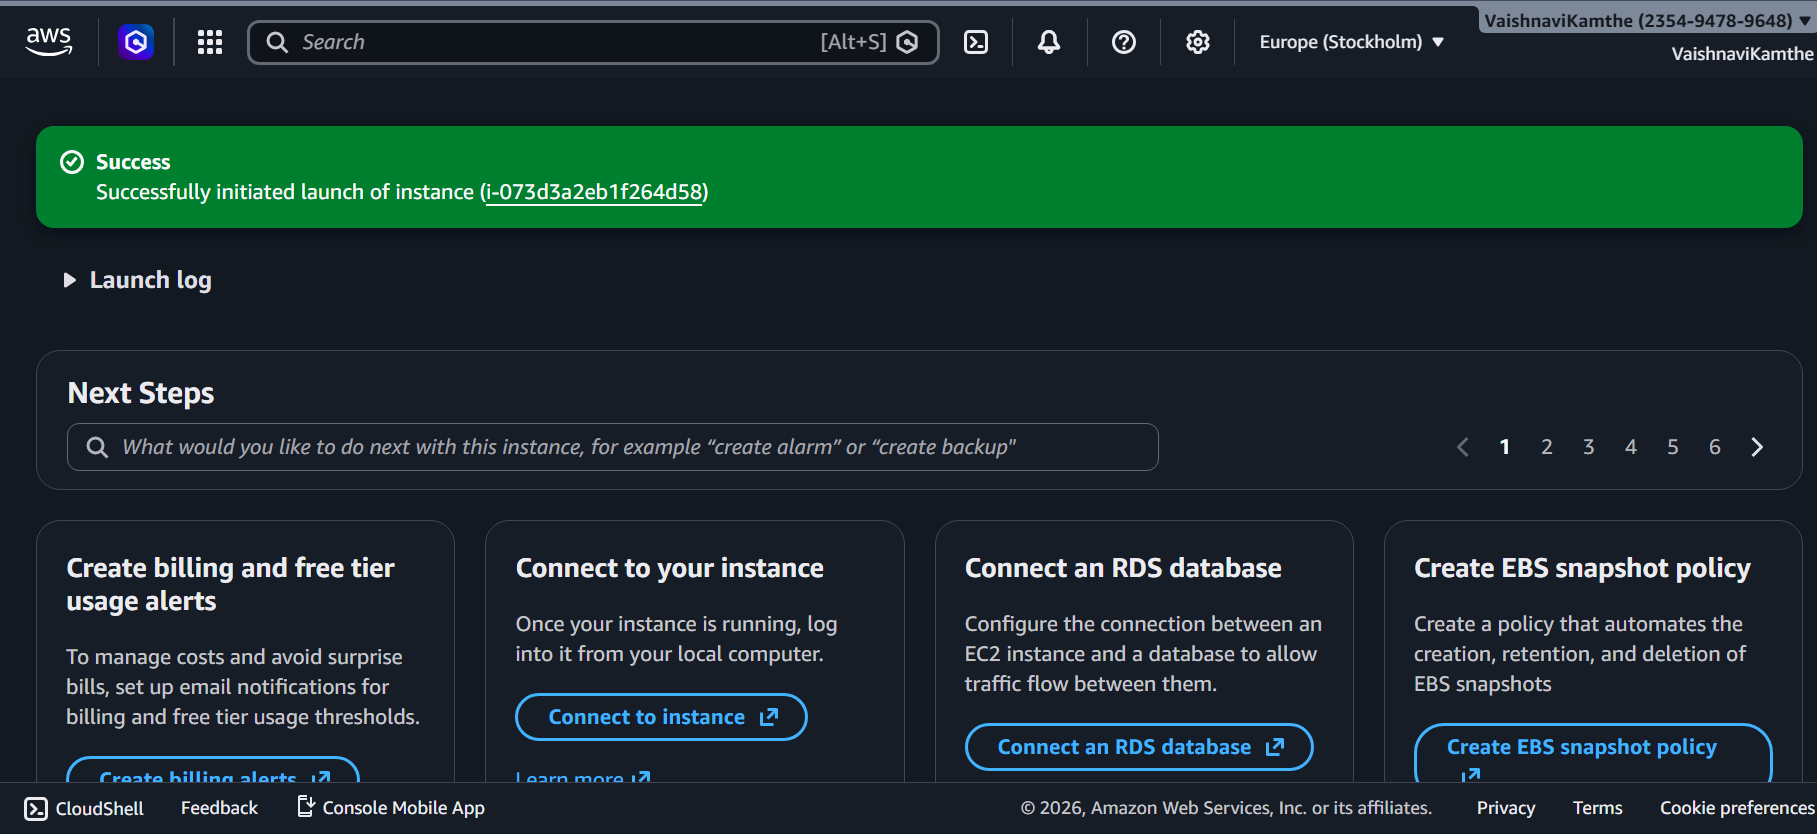 aws
Search
[Alt+S]
Europe (Stockholm)
VaishnaviKamthe (2354-9478-9648)
VaishnaviKamthe
Success
Successfully initiated launch of instance (i-073d3a2eb1f264d58)
Launch log
Next Steps
What would you like to do next with this instance, for example “create alarm” or “create backup"
1 2 3 4 5 6
Create billing and free tier
usage alerts
To manage costs and avoid surprise
bills, set up email notifications for
billing and free tier usage thresholds.
Create billing alerts
Connect to your instance
Once your instance is running, log
into it from your local computer.
Connect to instance
Learn more
Connect an RDS database
Configure the connection between an
EC2 instance and a database to allow
traffic flow between them.
Connect an RDS database
Create EBS snapshot policy
Create a policy that automates the
creation, retention, and deletion of
EBS snapshots
Create EBS snapshot policy
CloudShell
Feedback
Console Mobile App
© 2026, Amazon Web Services, Inc. or its affiliates.
Privacy
Terms
Cookie preferences